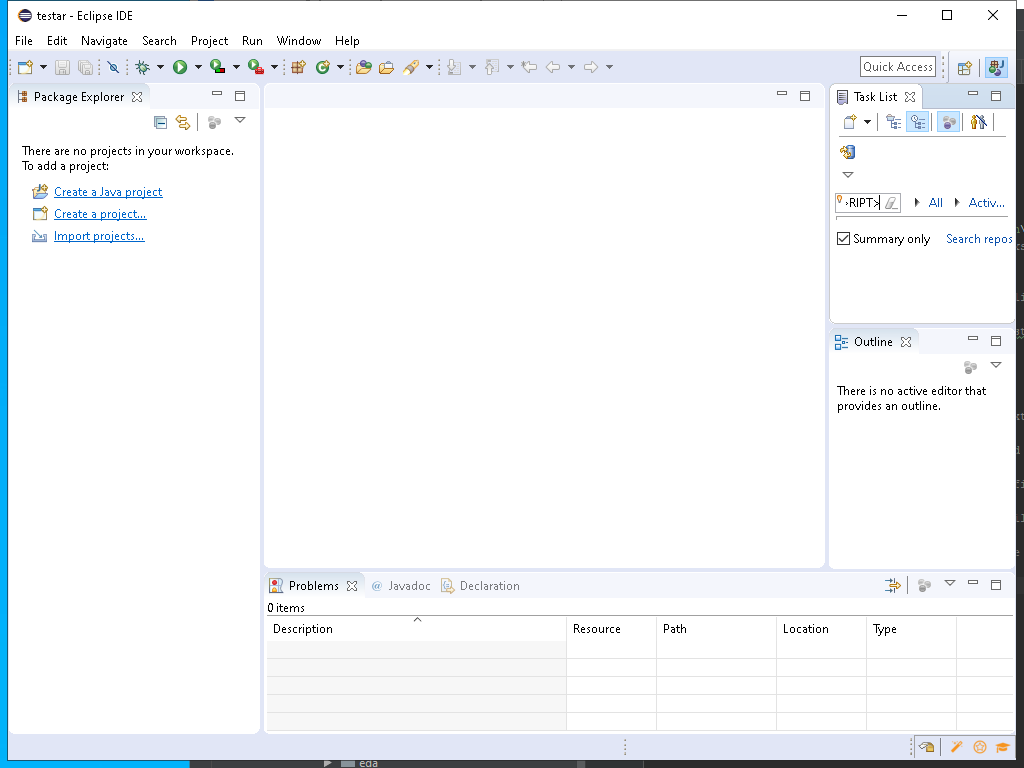 testar - Eclipse IDE
File Edit Navigate Search Project Run Window Help
Quick Access
Package Explorer
There are no projects in your workspace.
To add a project:
Create a Java project
Create a project...
Import projects...
Task List
RIPT>
All
Activ...
Summary only
Search repos
Outline
There is no active editor that
provides an outline.
Problems
@ Javadoc
Declaration
0 items
Description Resource Path Location Type
eda